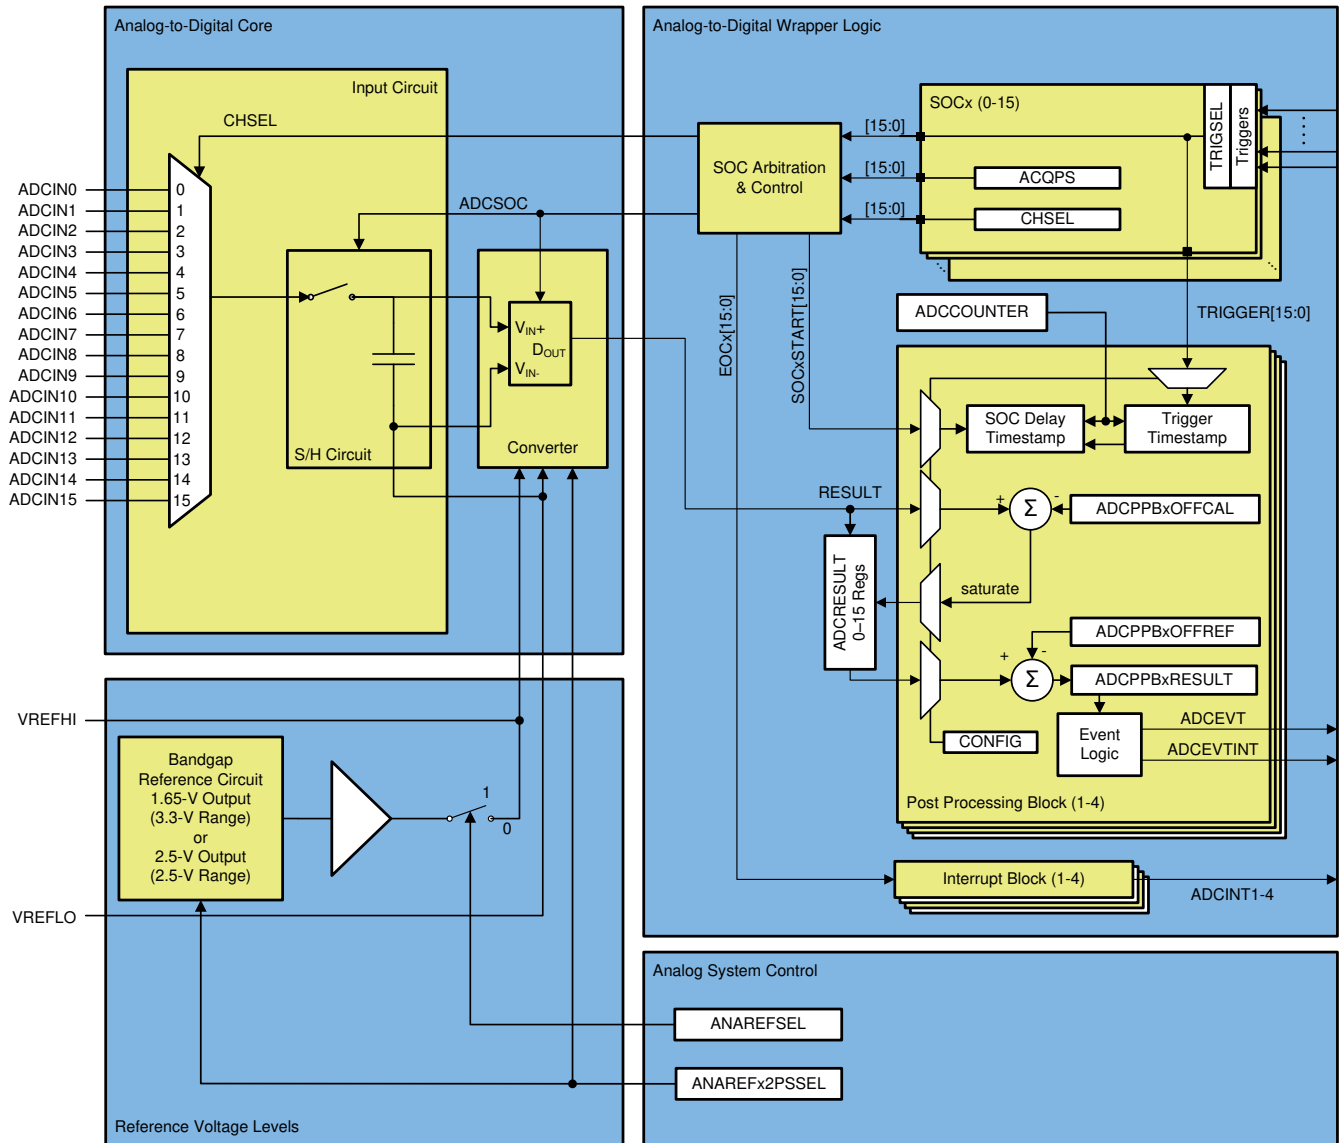 Analog-to-Digital Core
Input Circuit
CHSEL
ADCIN0
ADCIN1
ADCIN2
ADCIN3
ADCIN4
ADCIN5
ADCIN6
ADCIN7
ADCIN8
ADCIN9
ADCIN10
ADCIN11
ADCIN12
ADCIN13
ADCIN14
ADCIN15
0
1
2
3
4
5
6
7
8
9
10
11
12
13
14
15
ADCSOC
S/H Circuit
VIN+
DOUT
VIN-
Converter
Analog-to-Digital Wrapper Logic
SOC Arbitration
& Control
[15:0]
[15:0]
[15:0]
SOCx (0-15)
ACQPS
CHSEL
TRIGSEL
Triggers
EOCx[15:0]
SOCxSTART[15:0]
TRIGGER[15:0]
ADCCOUNTER
SOC Delay
Timestamp
Trigger
Timestamp
RESULT
+
Σ
-
ADCPPBxOFFCAL
saturate
ADCRESULT
0–15 Regs
ADCPPBxOFFREF
+
-
Σ
ADCPPBxRESULT
CONFIG
Event
Logic
ADCEVT
ADCEVTINT
Post Processing Block (1-4)
Interrupt Block (1-4)
ADCINT1-4
VREFHI
Bandgap
Reference Circuit
1.65-V Output
(3.3-V Range)
or
2.5-V Output
(2.5-V Range)
1
0
VREFLO
Reference Voltage Levels
Analog System Control
ANAREFSEL
ANAREFx2PSSEL